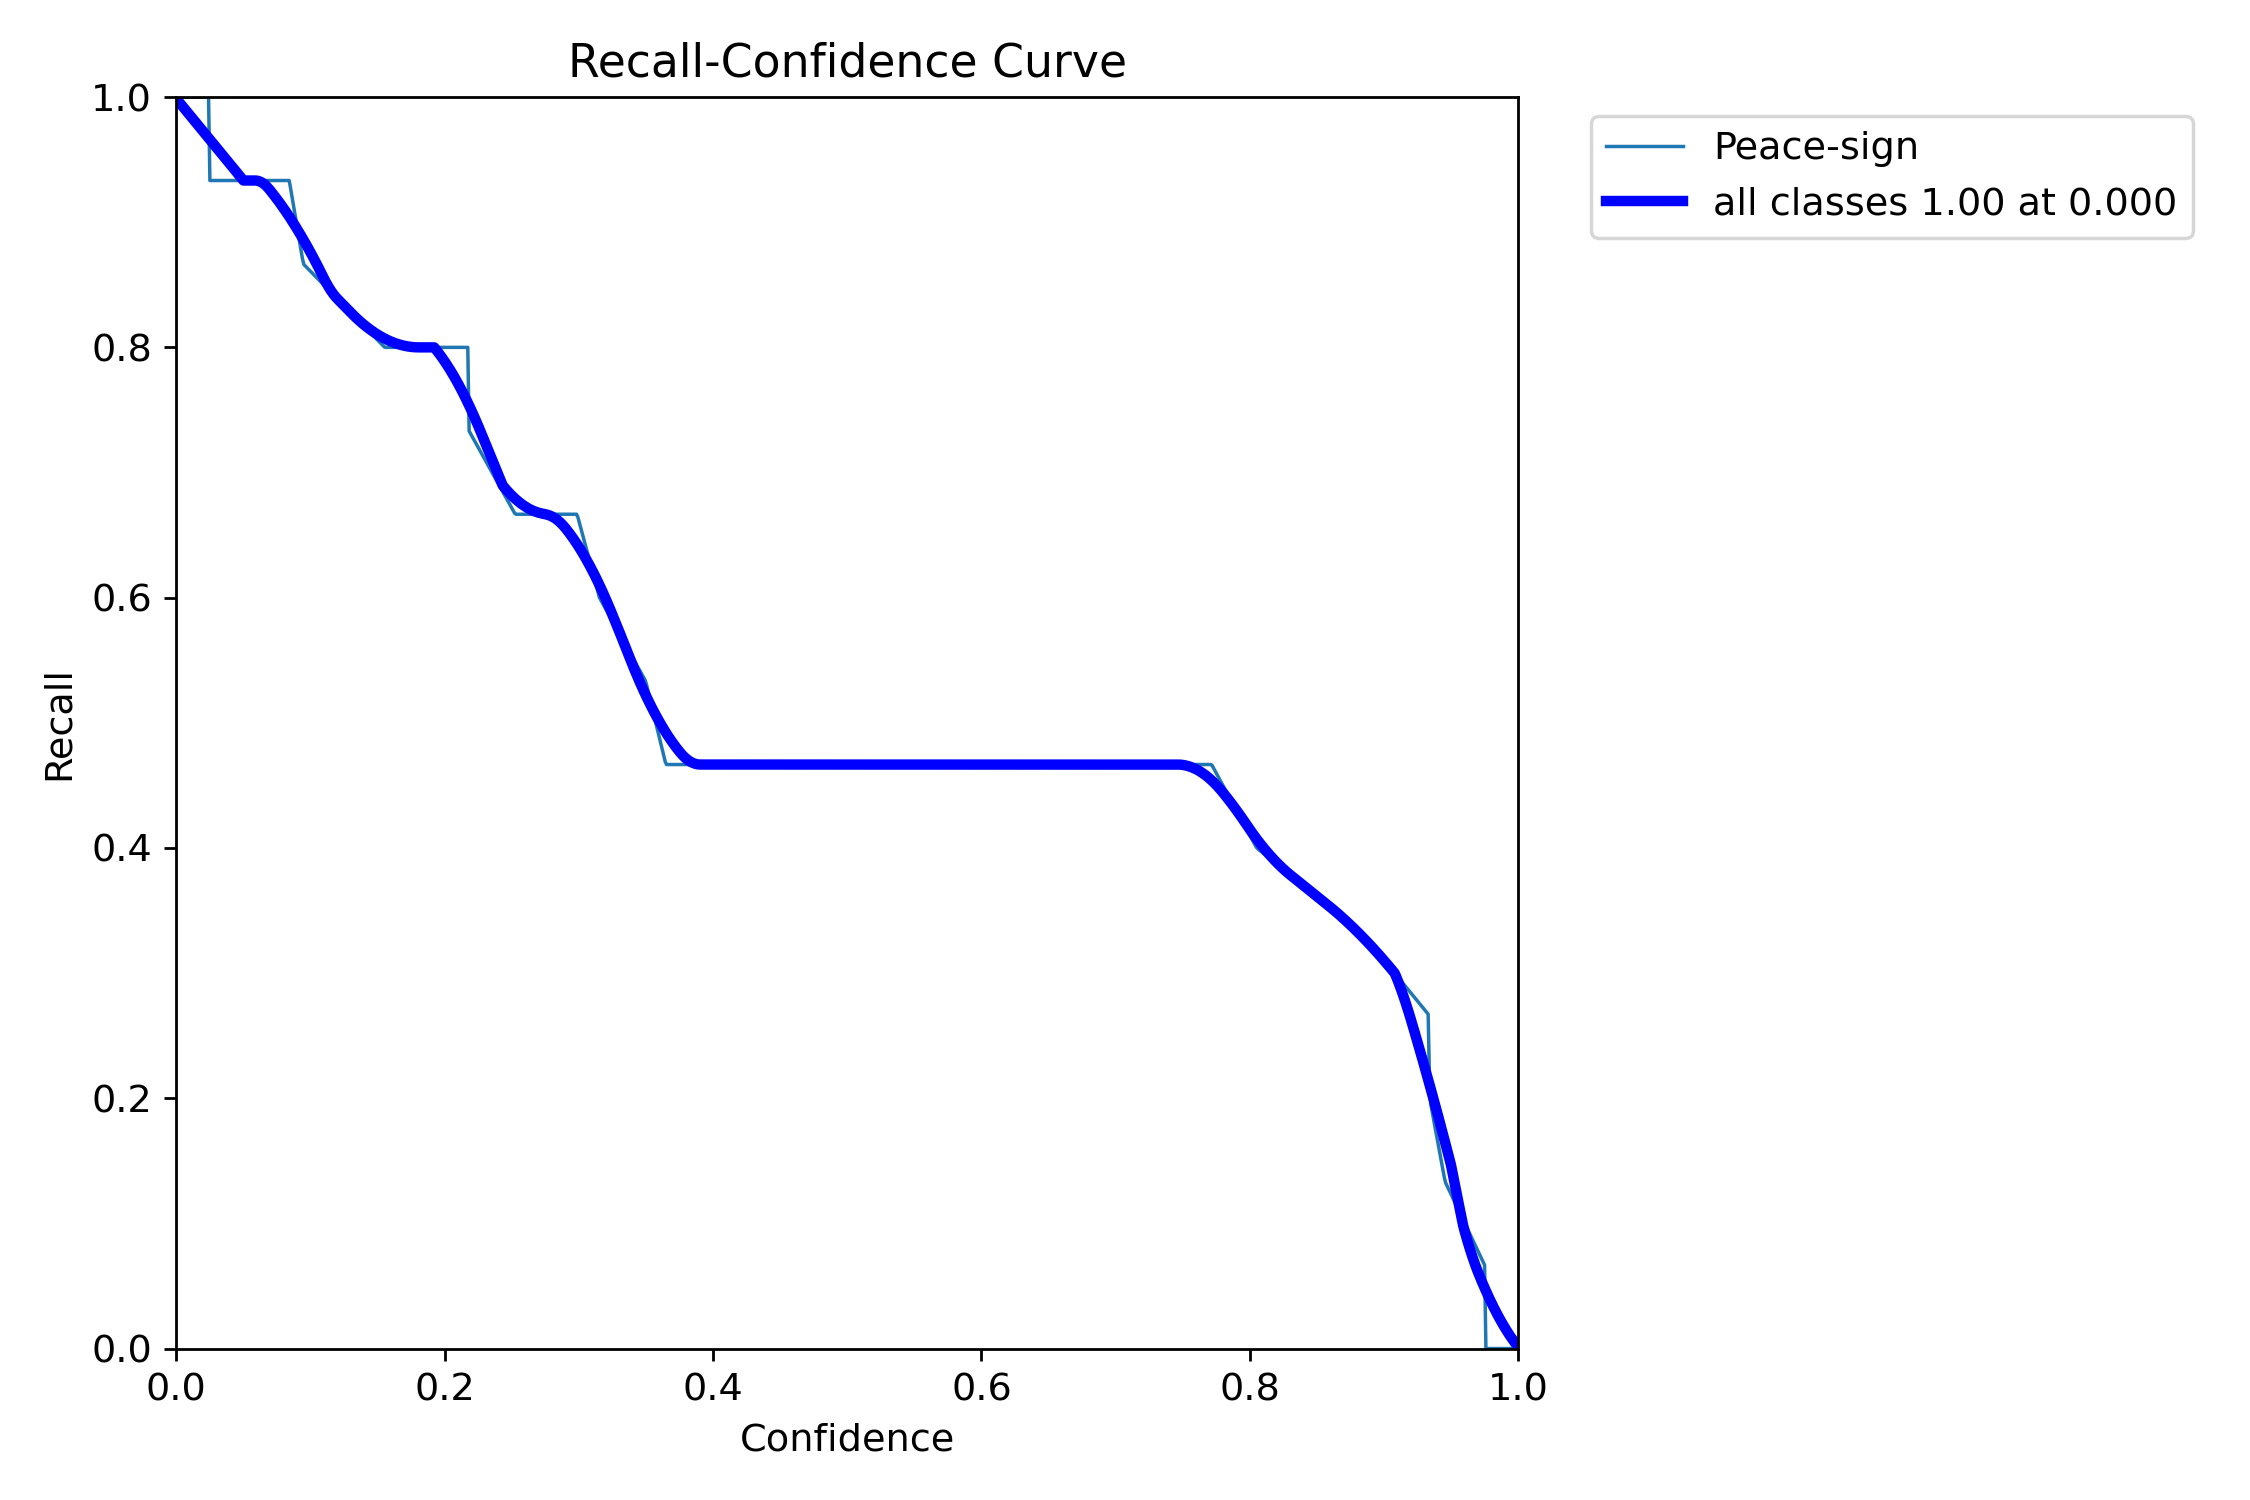 Recall-Confidence Curve
1.0
0.8
0.6
0.4
0.2
0.0
Recall
0.0 0.2 0.4 0.6 0.8 1.0
Confidence
Peace-sign
all classes 1.00 at 0.000